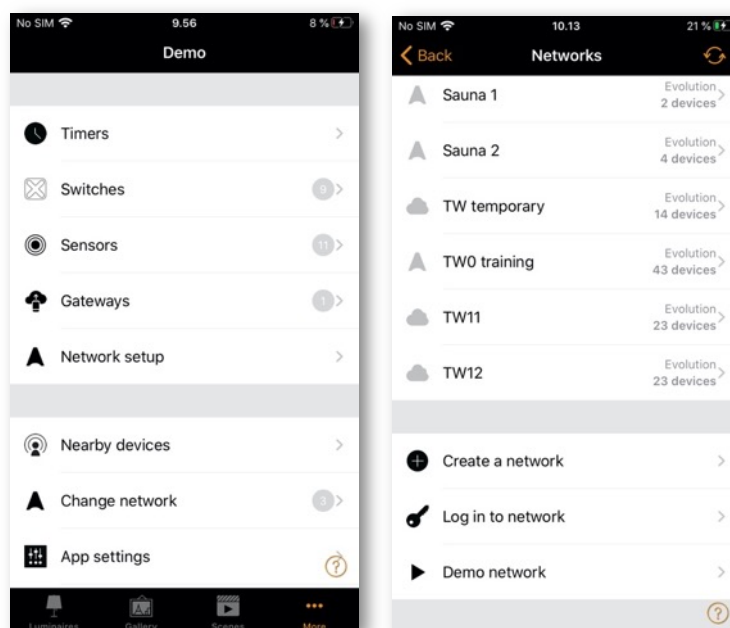 No SIM 9.56 8 %
Demo
Timers
Switches 9
Sensors 11
Gateways 1
Network setup
Nearby devices
Change network 3
App settings
?
Luminaires Gallery Scenes More
No SIM 10.13 21 %
Back Networks
Sauna 1 Evolution
2 devices
Sauna 2 Evolution
4 devices
TW temporary Evolution
14 devices
TW0 training Evolution
43 devices
TW11 Evolution
23 devices
TW12 Evolution
23 devices
Create a network
Log in to network
Demo network
?